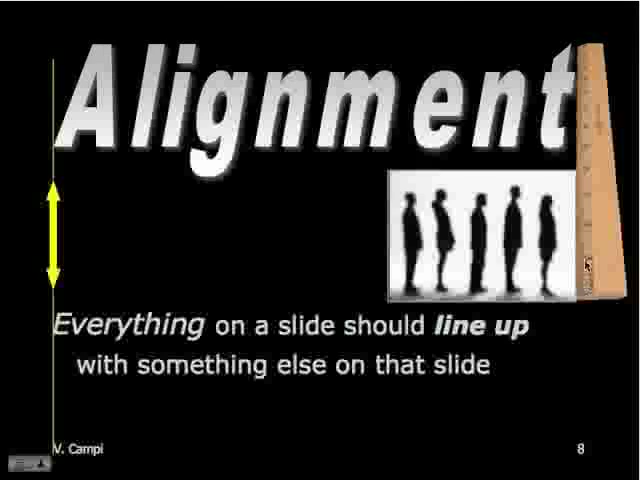 Alignment
Everything on a slide should line up
with something else on that slide
V. Campi
8